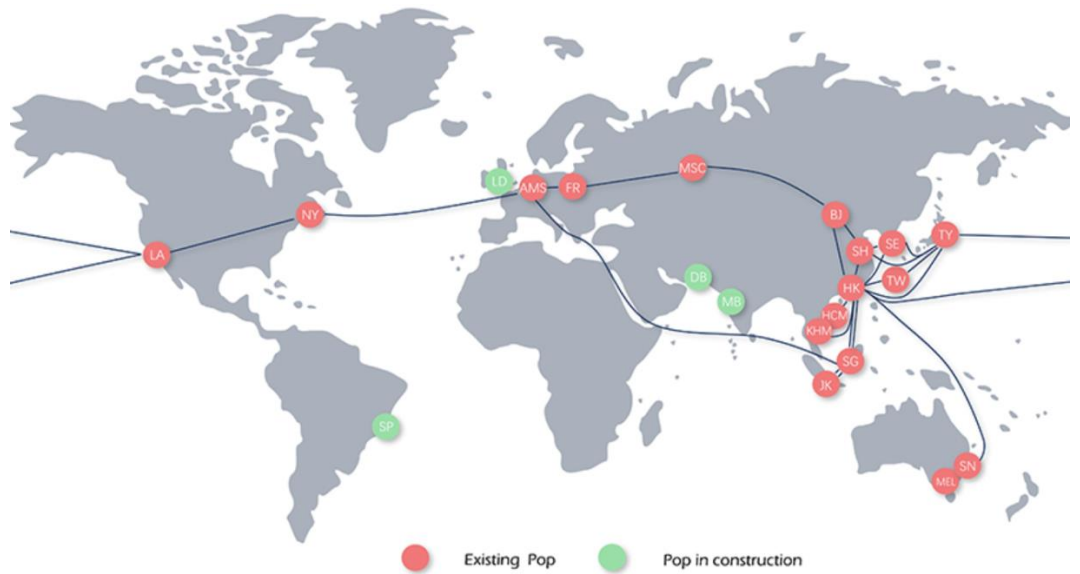 MSC
LD
AMS
FR
NY
BJ
LA
SH
SE
TY
DB
HK
TW
MB
HCM
KHM
SG
JK
SP
SN
MEL
Existing Pop
Pop in construction